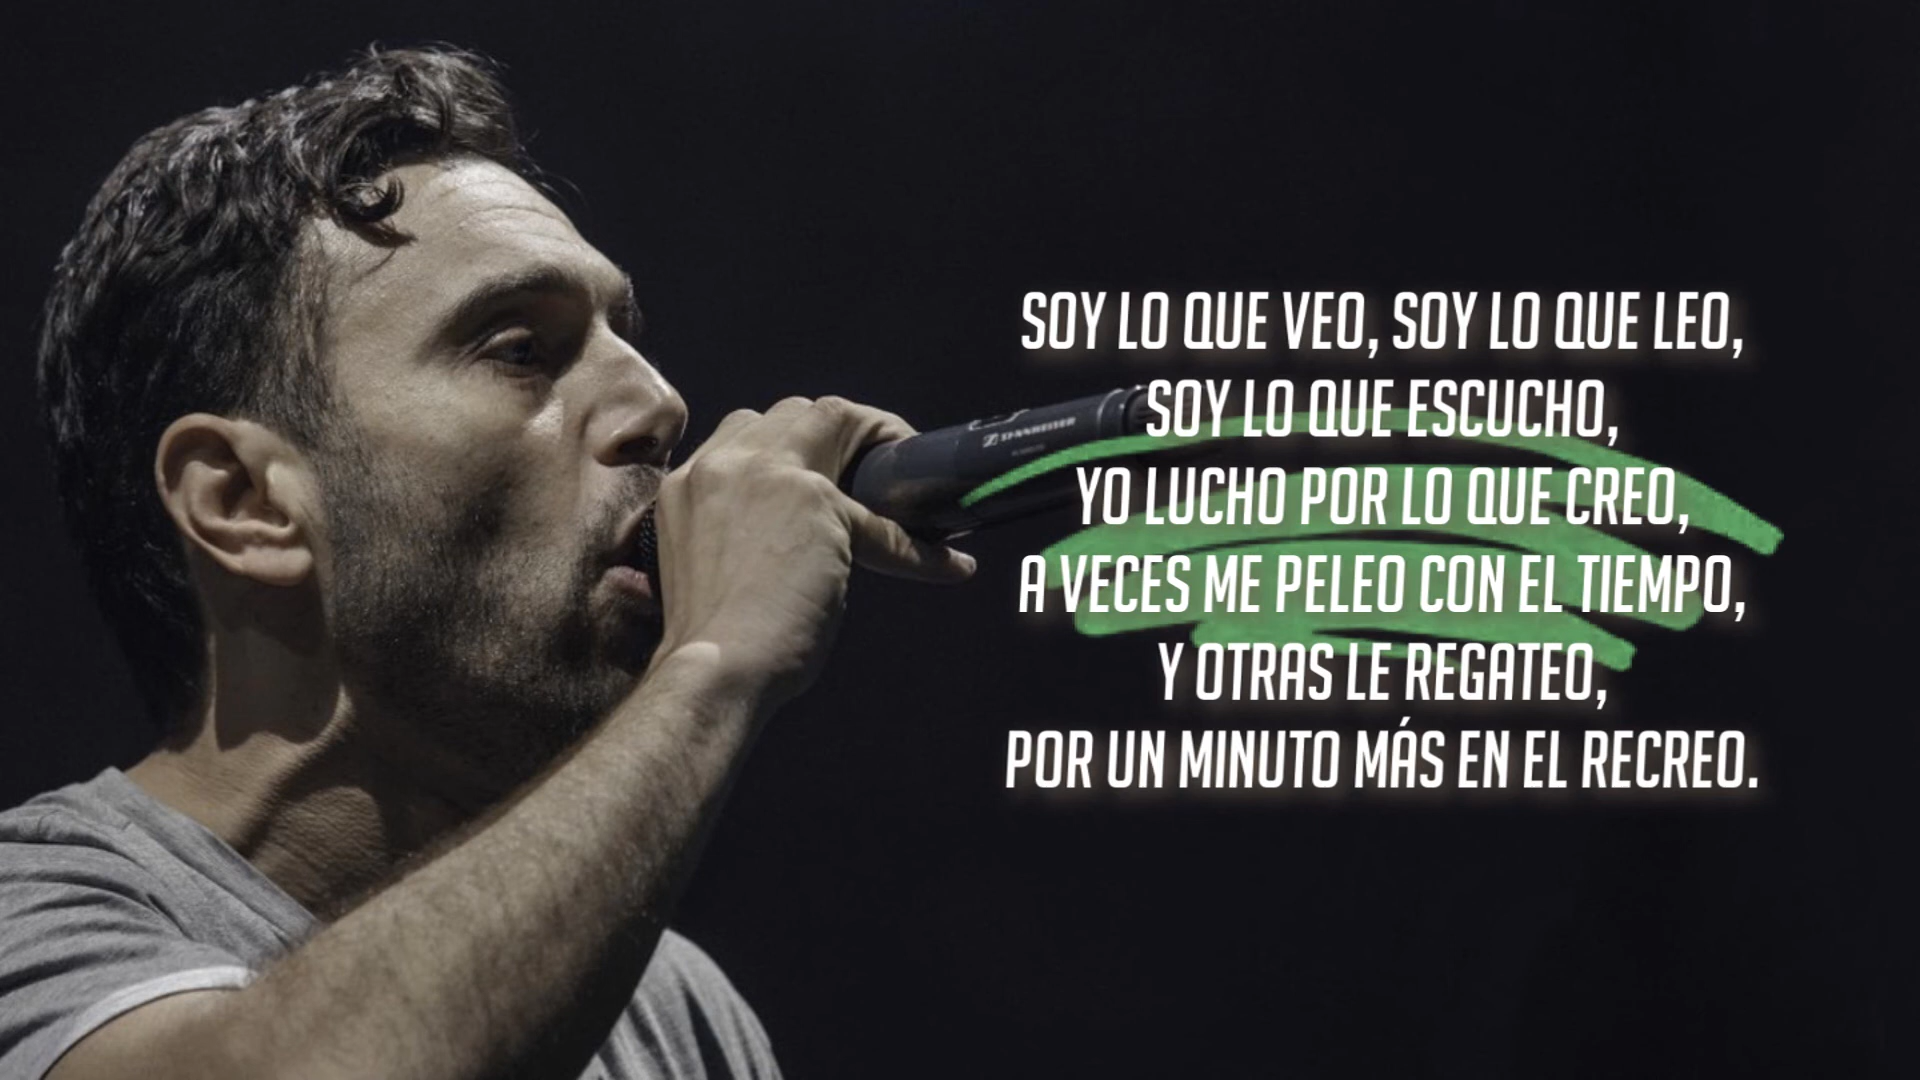 SENNHEISER
SOY LO QUE VEO, SOY LO QUE LEO,
SOY LO QUE ESCUCHO,
YO LUCHO POR LO QUE CREO,
A VECES ME PELEO CON EL TIEMPO,
Y OTRAS LE REGATEO,
POR UN MINUTO MÁS EN EL RECREO.